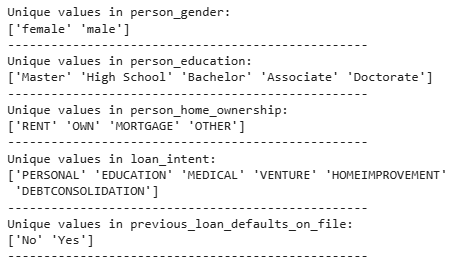 Unique values in person_gender:
['female' 'male']
--------------------------------------------------
Unique values in person_education:
['Master' 'High School' 'Bachelor' 'Associate' 'Doctorate']
--------------------------------------------------
Unique values in person_home_ownership:
['RENT' 'OWN' 'MORTGAGE' 'OTHER']
--------------------------------------------------
Unique values in loan_intent:
['PERSONAL' 'EDUCATION' 'MEDICAL' 'VENTURE' 'HOMEIMPROVEMENT'
 'DEBTCONSOLIDATION']
--------------------------------------------------
Unique values in previous_loan_defaults_on_file:
['No' 'Yes']
--------------------------------------------------